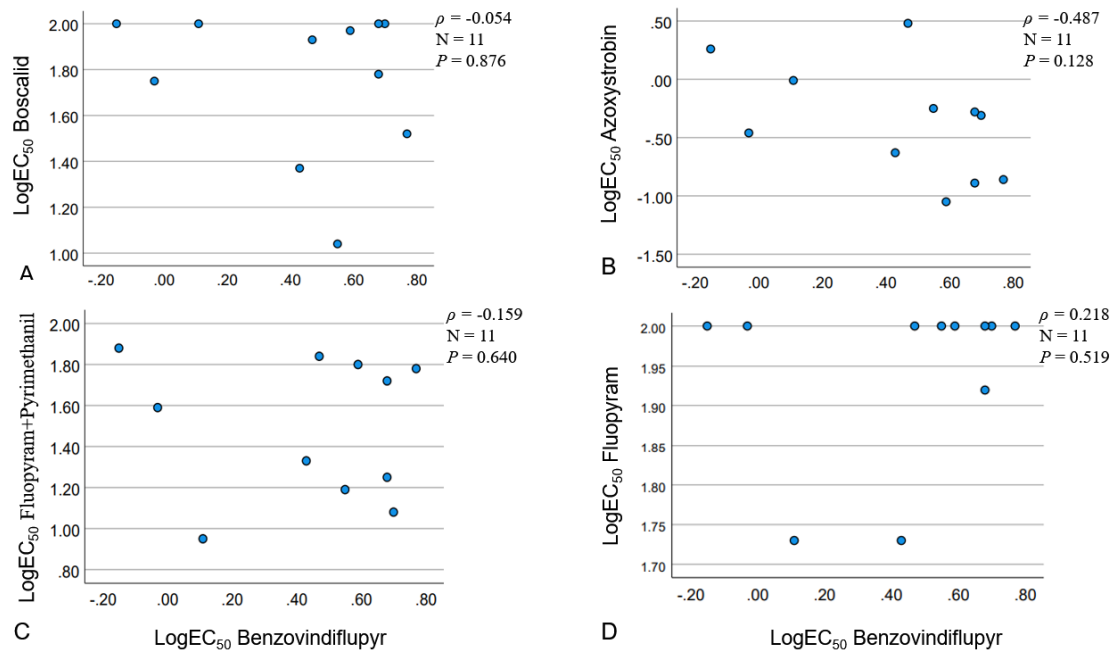 ρ = -0.054
N = 11
P = 0.876
2.00
1.80
1.60
1.40
1.20
1.00
LogEC₅₀ Boscalid
-.20 .00 .20 .40 .60 .80
A
ρ = -0.487
N = 11
P = 0.128
.50
.00
-.50
-1.00
-1.50
LogEC₅₀ Azoxystrobin
-.20 .00 .20 .40 .60 .80
B
ρ = -0.159
N = 11
P = 0.640
2.00
1.80
1.60
1.40
1.20
1.00
.80
LogEC₅₀ Fluopyram+Pyrimethanil
-.20 .00 .20 .40 .60 .80
C
LogEC₅₀ Benzovindiflupyr
ρ = 0.218
N = 11
P = 0.519
2.00
1.95
1.90
1.85
1.80
1.75
1.70
LogEC₅₀ Fluopyram
-.20 .00 .20 .40 .60 .80
D
LogEC₅₀ Benzovindiflupyr